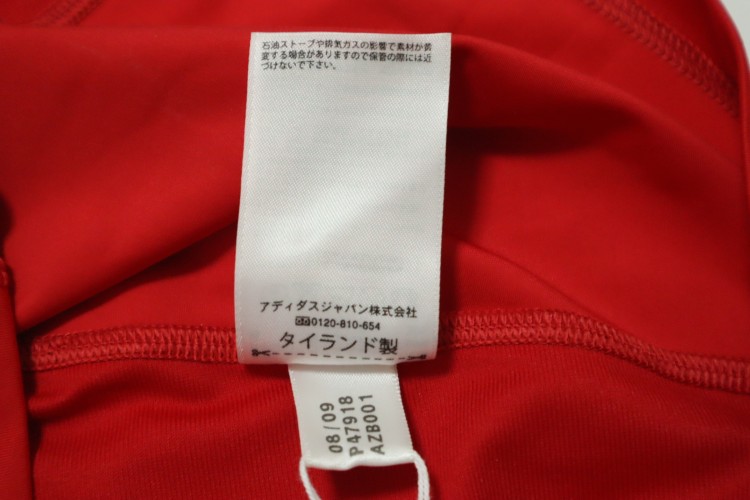 石油ストーブや排気ガスの影響で素材が黄
変する場合がありますので保管の際には近
づけないで下さい。
アディダスジャパン株式会社
0120-810-654
タイランド製
08/09
P47918
AZB001